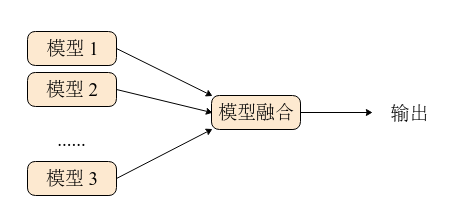 模型 1
模型 2
......
模型 3
模型融合
输出